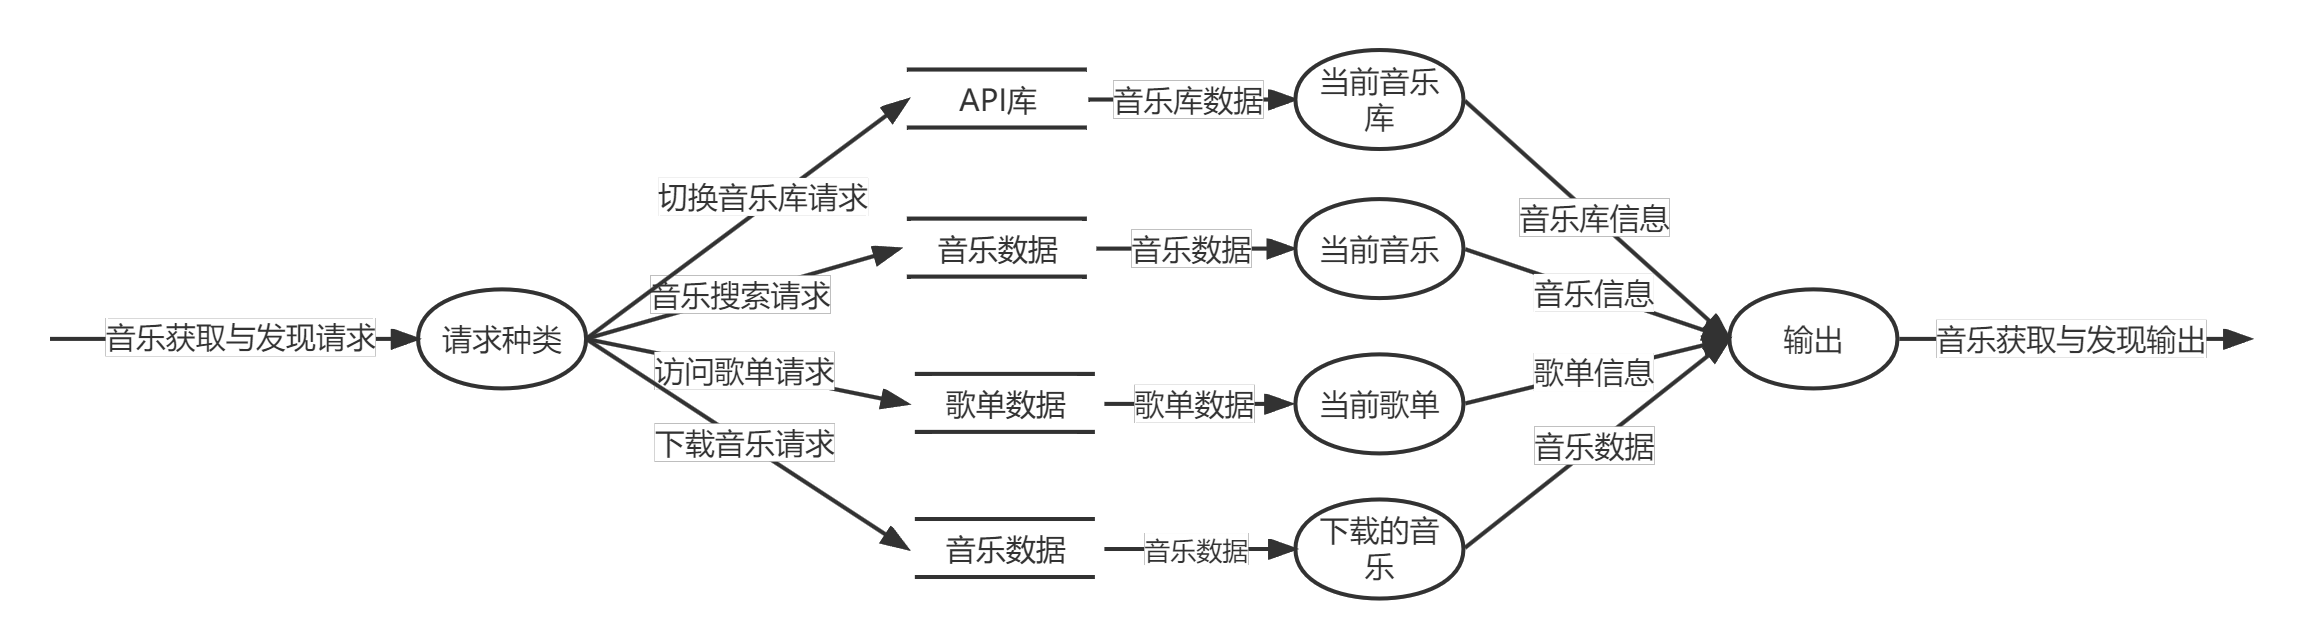 API库
音乐库数据
当前音乐
库
切换音乐库请求
音乐库信息
音乐数据
音乐数据
当前音乐
音乐搜索请求
音乐信息
音乐获取与发现请求
请求种类
输出
音乐获取与发现输出
访问歌单请求
歌单信息
歌单数据
歌单数据
当前歌单
下载音乐请求
音乐数据
音乐数据
音乐数据
下载的音
乐